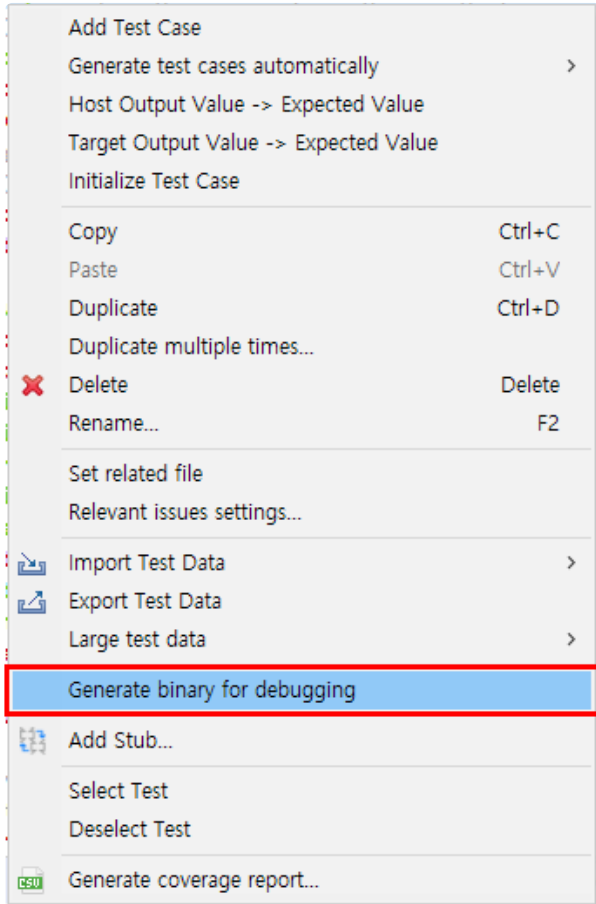 Add Test Case
Generate test cases automatically >
Host Output Value -> Expected Value
Target Output Value -> Expected Value
Initialize Test Case
Copy Ctrl+C
Paste Ctrl+V
Duplicate Ctrl+D
Duplicate multiple times...
Delete Delete
Rename... F2
Set related file
Relevant issues settings...
Import Test Data >
Export Test Data
Large test data >
Generate binary for debugging
Add Stub...
Select Test
Deselect Test
CSV Generate coverage report...